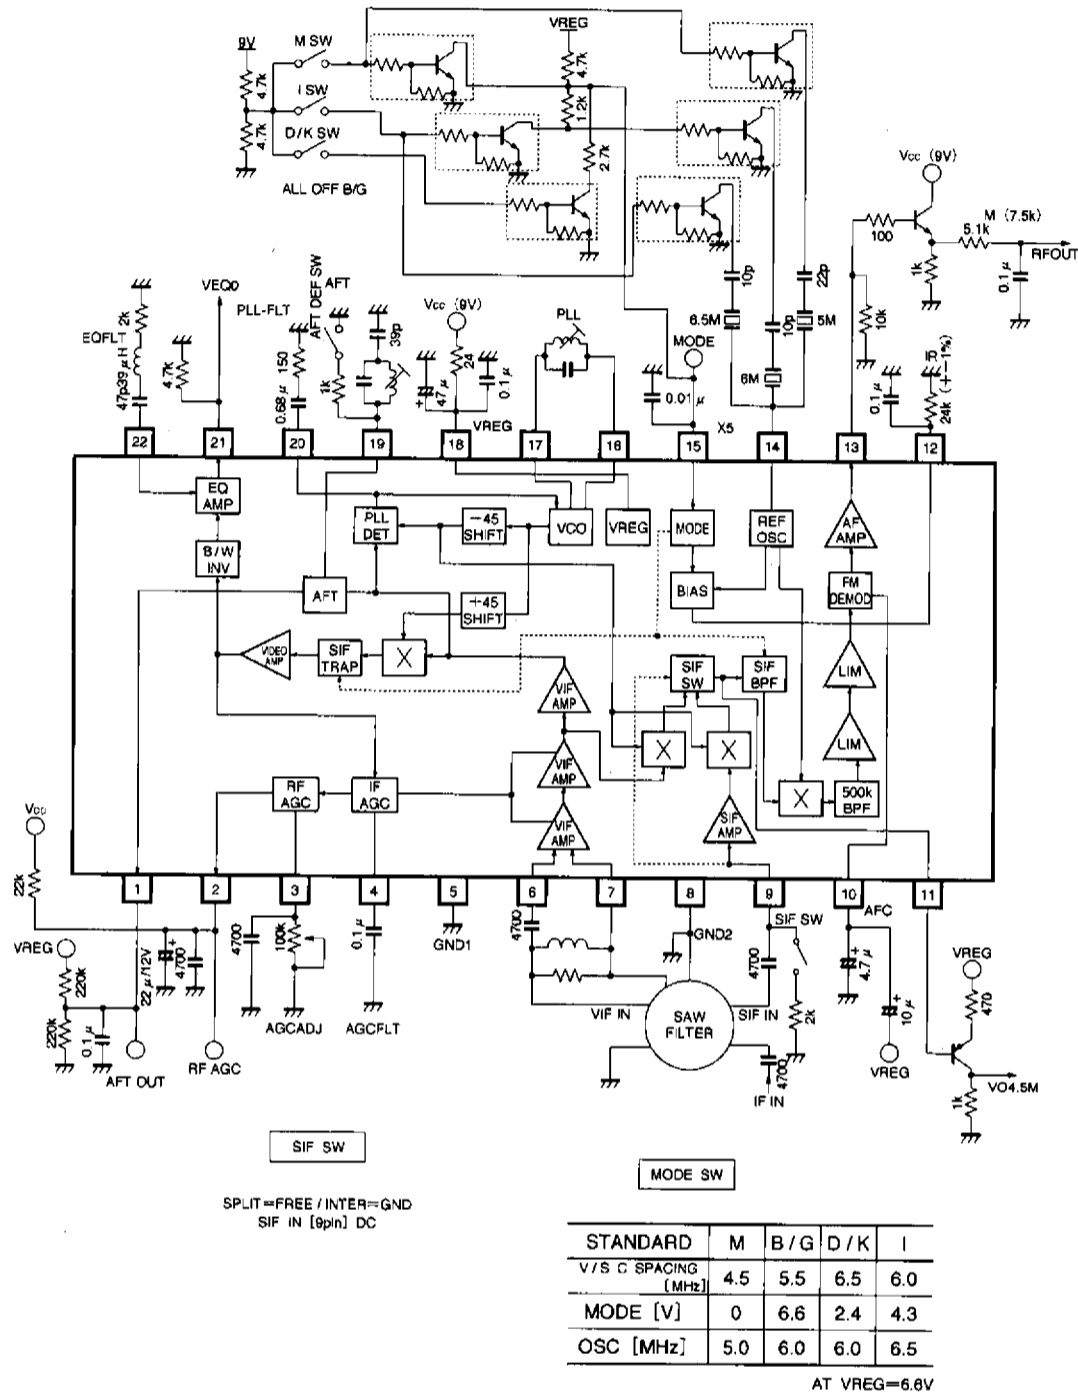 VREG
9V
M SW
4.7k
I SW
4.7k
D/K SW
ALL OFF B/G
4.7k
1.2k
2.7k
Vcc (9V)
100
M (7.5k)
5.1k
RFOUT
1k
0.1μ
10k
VEQO
EQFLT 2k
47p 39μH
4.7k
PLL-FLT
150
0.68μ
AFT DEF SW
AFT
1k
39p
Vcc (9V)
24
47μ
0.1μ
VREG
PLL
MODE
0.01μ
X5
6.5M
10p
6M
10p
22p
5M
0.1μ
IR
24k (+-1%)
22
21
20
19
18
17
16
15
14
13
12
EQ AMP
B/W INV
PLL DET
-45 SHIFT
VCO
VREG
MODE
REF OSC
AF AMP
AFT
+45 SHIFT
BIAS
FM DEMOD
VIDEO AMP
SIF TRAP
X
VIF AMP
SIF SW
SIF BPF
LIM
X
X
LIM
RF AGC
IF AGC
VIF AMP
VIF AMP
SIF AMP
X
500k BPF
1
2
3
4
5
6
7
8
9
10
11
22k
VREG
220k
220k
0.1μ
22μ/12V
4700
AFT OUT
RF AGC
4700
100k
AGCADJ
0.1μ
AGCFLT
GND1
4700
VIF IN
GND2
SAW FILTER
SIF IN
4700
SIF SW
2k
4700
IF IN
AFC
4.7μ
10μ
VREG
VREG
470
1k
VO4.5M
SIF SW
SPLIT=FREE / INTER=GND
SIF IN [9pin] DC
MODE SW
STANDARD M B/G D/K I
V/S C SPACING [MHz] 4.5 5.5 6.5 6.0
MODE [V] 0 6.6 2.4 4.3
OSC [MHz] 5.0 6.0 6.0 6.5
AT VREG=6.6V